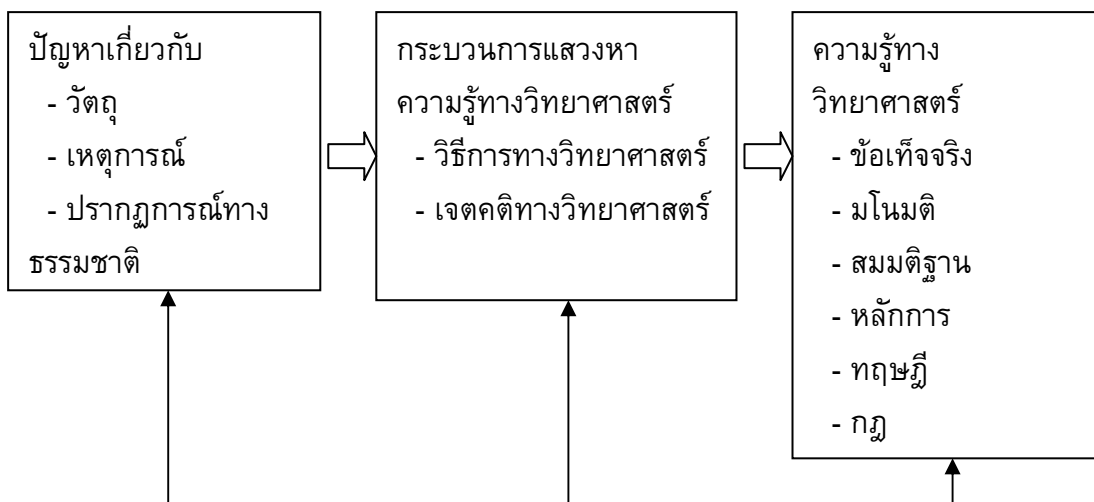 ปัญหาเกี่ยวกับ
- วัตถุ
- เหตุการณ์
- ปรากฏการณ์ทาง
ธรรมชาติ
กระบวนการแสวงหา
ความรู้ทางวิทยาศาสตร์
- วิธีการทางวิทยาศาสตร์
- เจตคติทางวิทยาศาสตร์
ความรู้ทาง
วิทยาศาสตร์
- ข้อเท็จจริง
- มโนมติ
- สมมติฐาน
- หลักการ
- ทฤษฎี
- กฎ